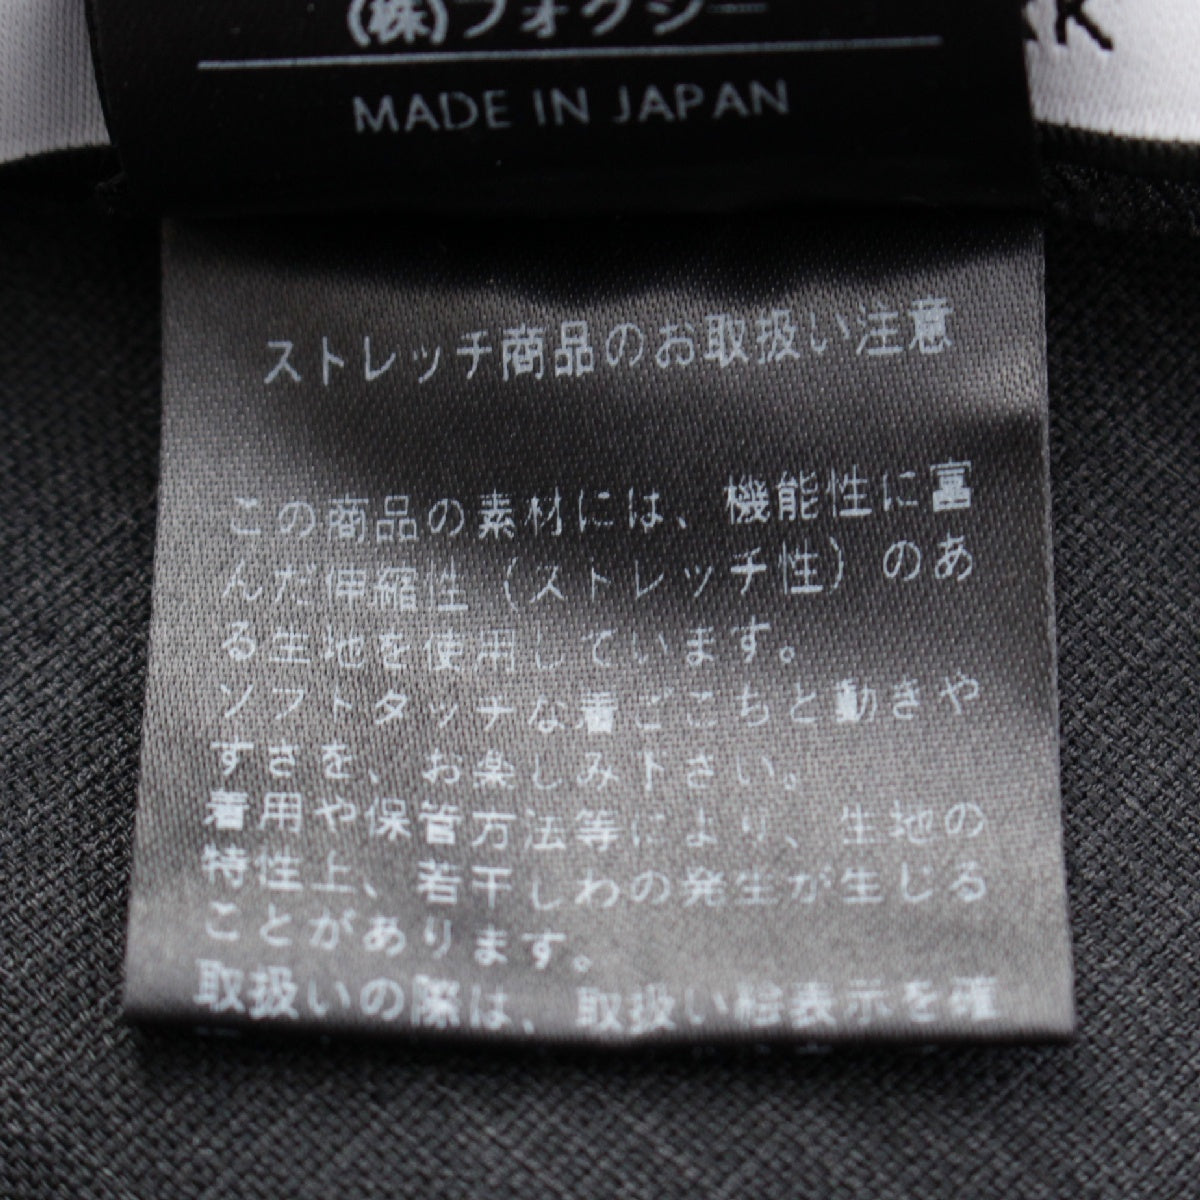 (株)フォクシー
MADE IN JAPAN
ストレッチ商品のお取扱い注意
この商品の素材には、機能性に富
んだ伸縮性（ストレッチ性）のあ
る生地を使用しています。
ソフトタッチな着ごこちと動きや
すさを、お楽しみ下さい。
着用や保管方法等により、生地の
特性上、若干しわの発生が生じる
ことがあります。
取扱いの際は、取扱い絵表示を確